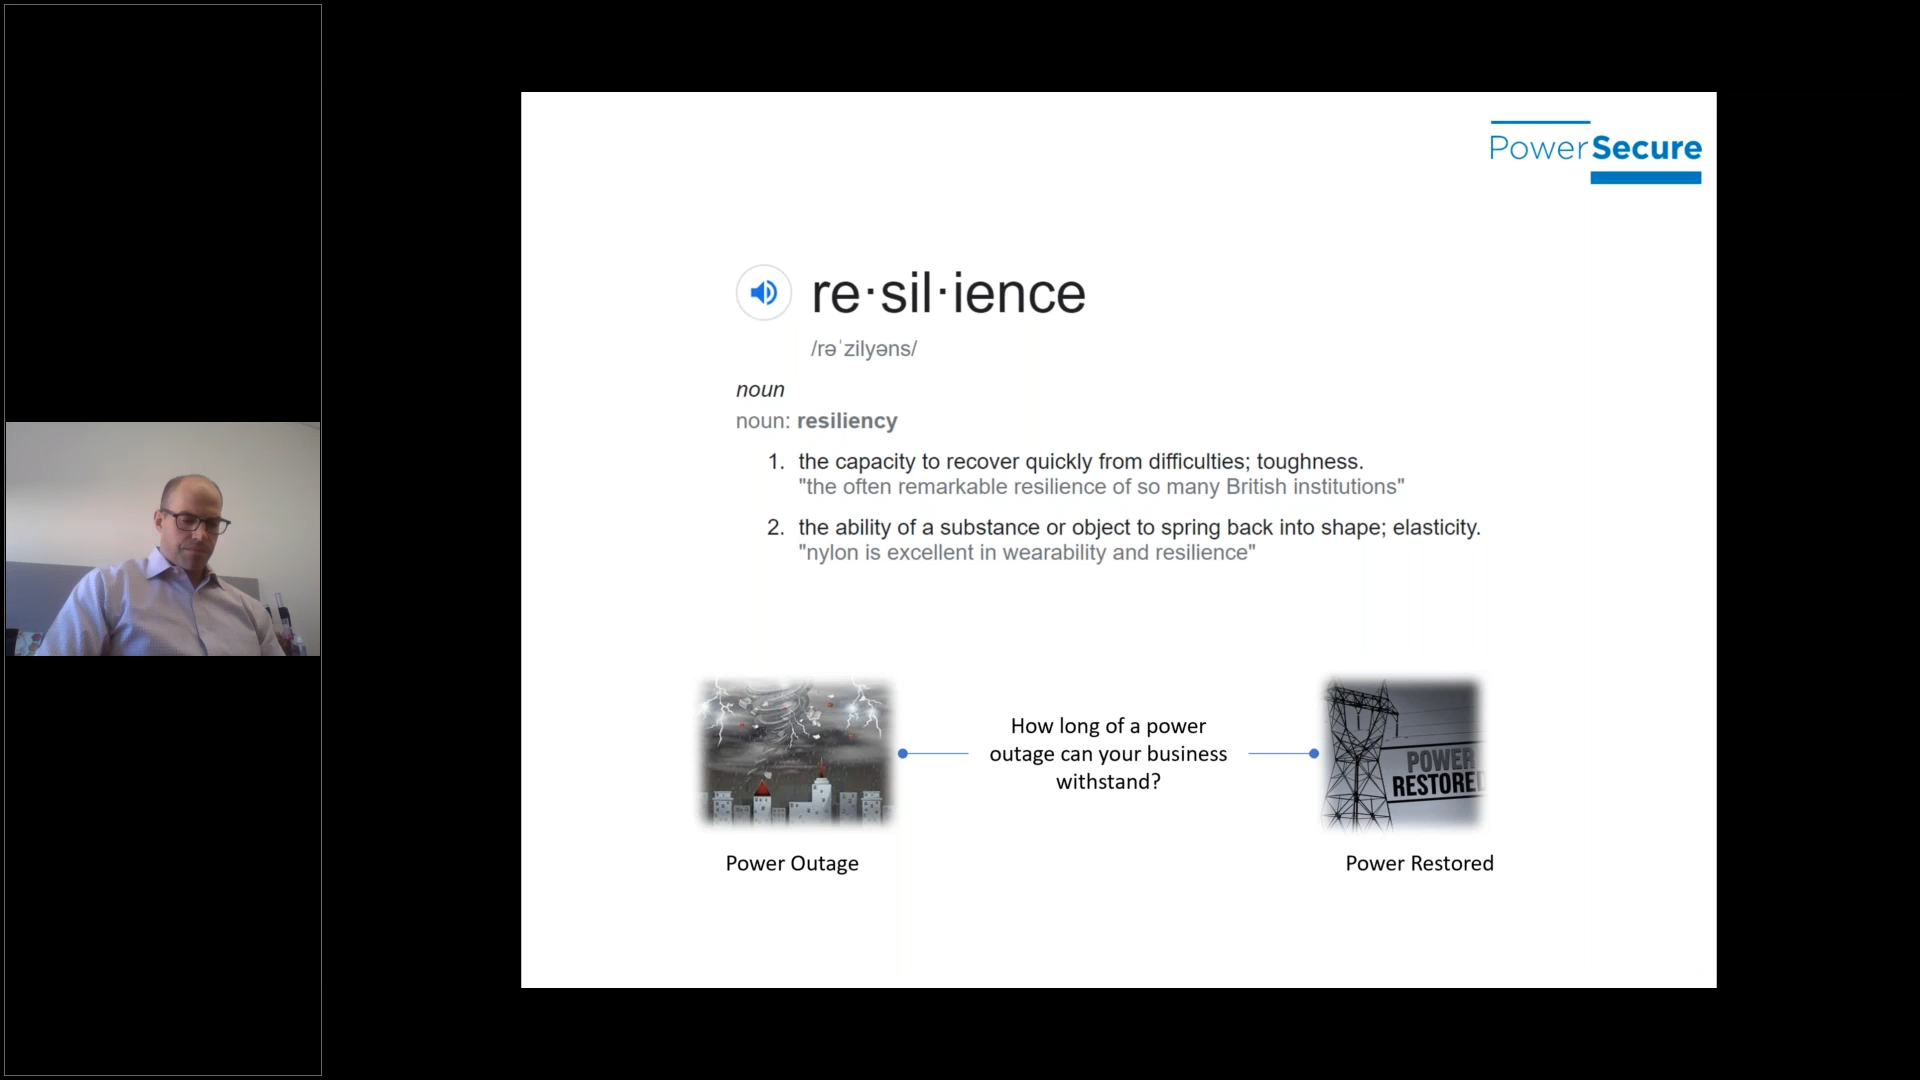 PowerSecure
re·sil·ience
/rəˈzilyəns/
noun
noun: resiliency
1. the capacity to recover quickly from difficulties; toughness.
"the often remarkable resilience of so many British institutions"
2. the ability of a substance or object to spring back into shape; elasticity.
"nylon is excellent in wearability and resilience"
How long of a power
outage can your business
withstand?
POWER
RESTORED
Power Outage
Power Restored